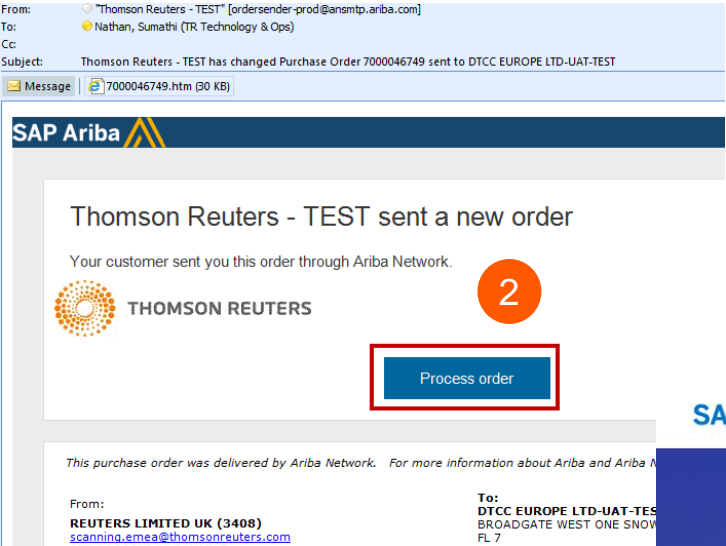 From: "Thomson Reuters - TEST" [ordersender-prod@ansmtp.ariba.com]
To: Nathan, Sumathi (TR Technology & Ops)
Cc:
Subject: Thomson Reuters - TEST has changed Purchase Order 7000046749 sent to DTCC EUROPE LTD-UAT-TEST
Message 7000046749.htm (30 KB)
SAP Ariba
Thomson Reuters - TEST sent a new order
Your customer sent you this order through Ariba Network.
2
THOMSON REUTERS
Process order
SA
This purchase order was delivered by Ariba Network. For more information about Ariba and Ariba
From:
To:
DTCC EUROPE LTD-UAT-TES
REUTERS LIMITED UK (3408)
BROADGATE WEST ONE SNOW
scanning.emea@thomsonreuters.com
FL 7